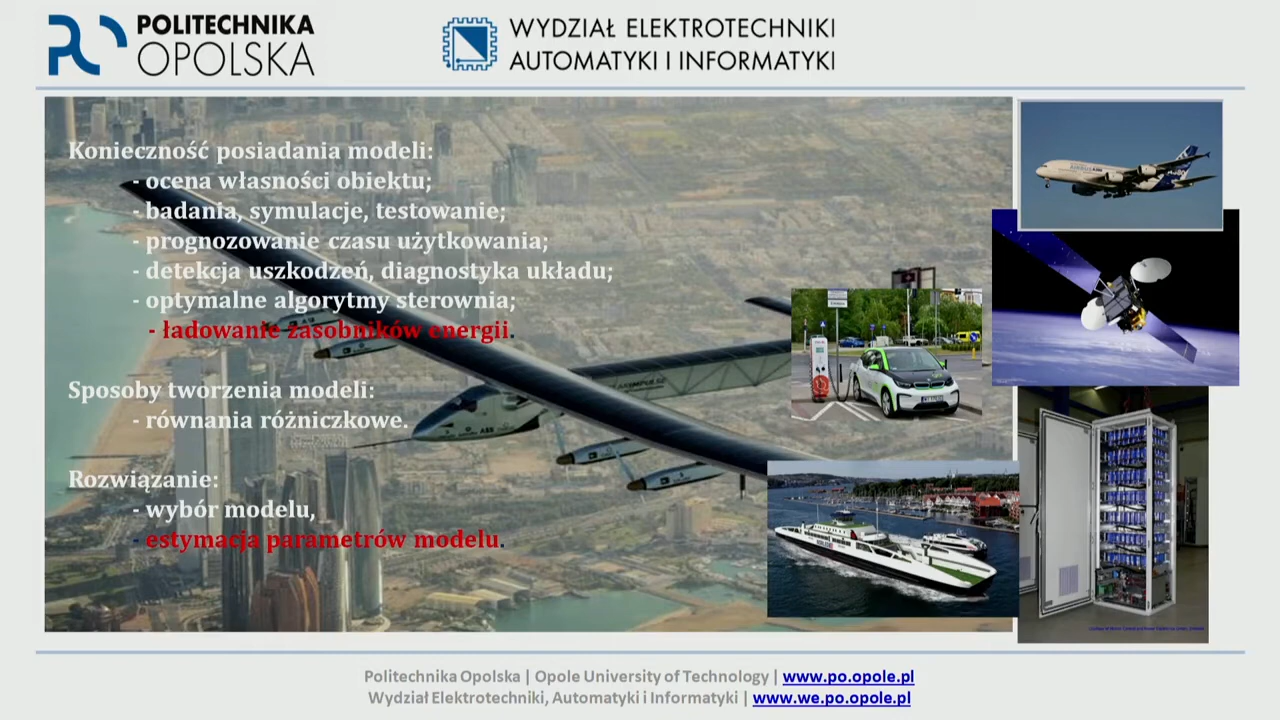 POLITECHNIKA
OPOLSKA
WYDZIAŁ ELEKTROTECHNIKI
AUTOMATYKI I INFORMATYKI
Konieczność posiadania modeli:
- ocena własności obiektu;
- badania, symulacje, testowanie;
- prognozowanie czasu użytkowania;
- detekcja uszkodzeń, diagnostyka układu;
- optymalne algorytmy sterownia;
- ładowanie zasobników energii.
Sposoby tworzenia modeli:
- równania różniczkowe.
Rozwiązanie:
- wybór modelu,
- estymacja parametrów modelu.
ABB
Politechnika Opolska | Opole University of Technology | www.po.opole.pl
Wydział Elektrotechniki, Automatyki i Informatyki | www.we.po.opole.pl